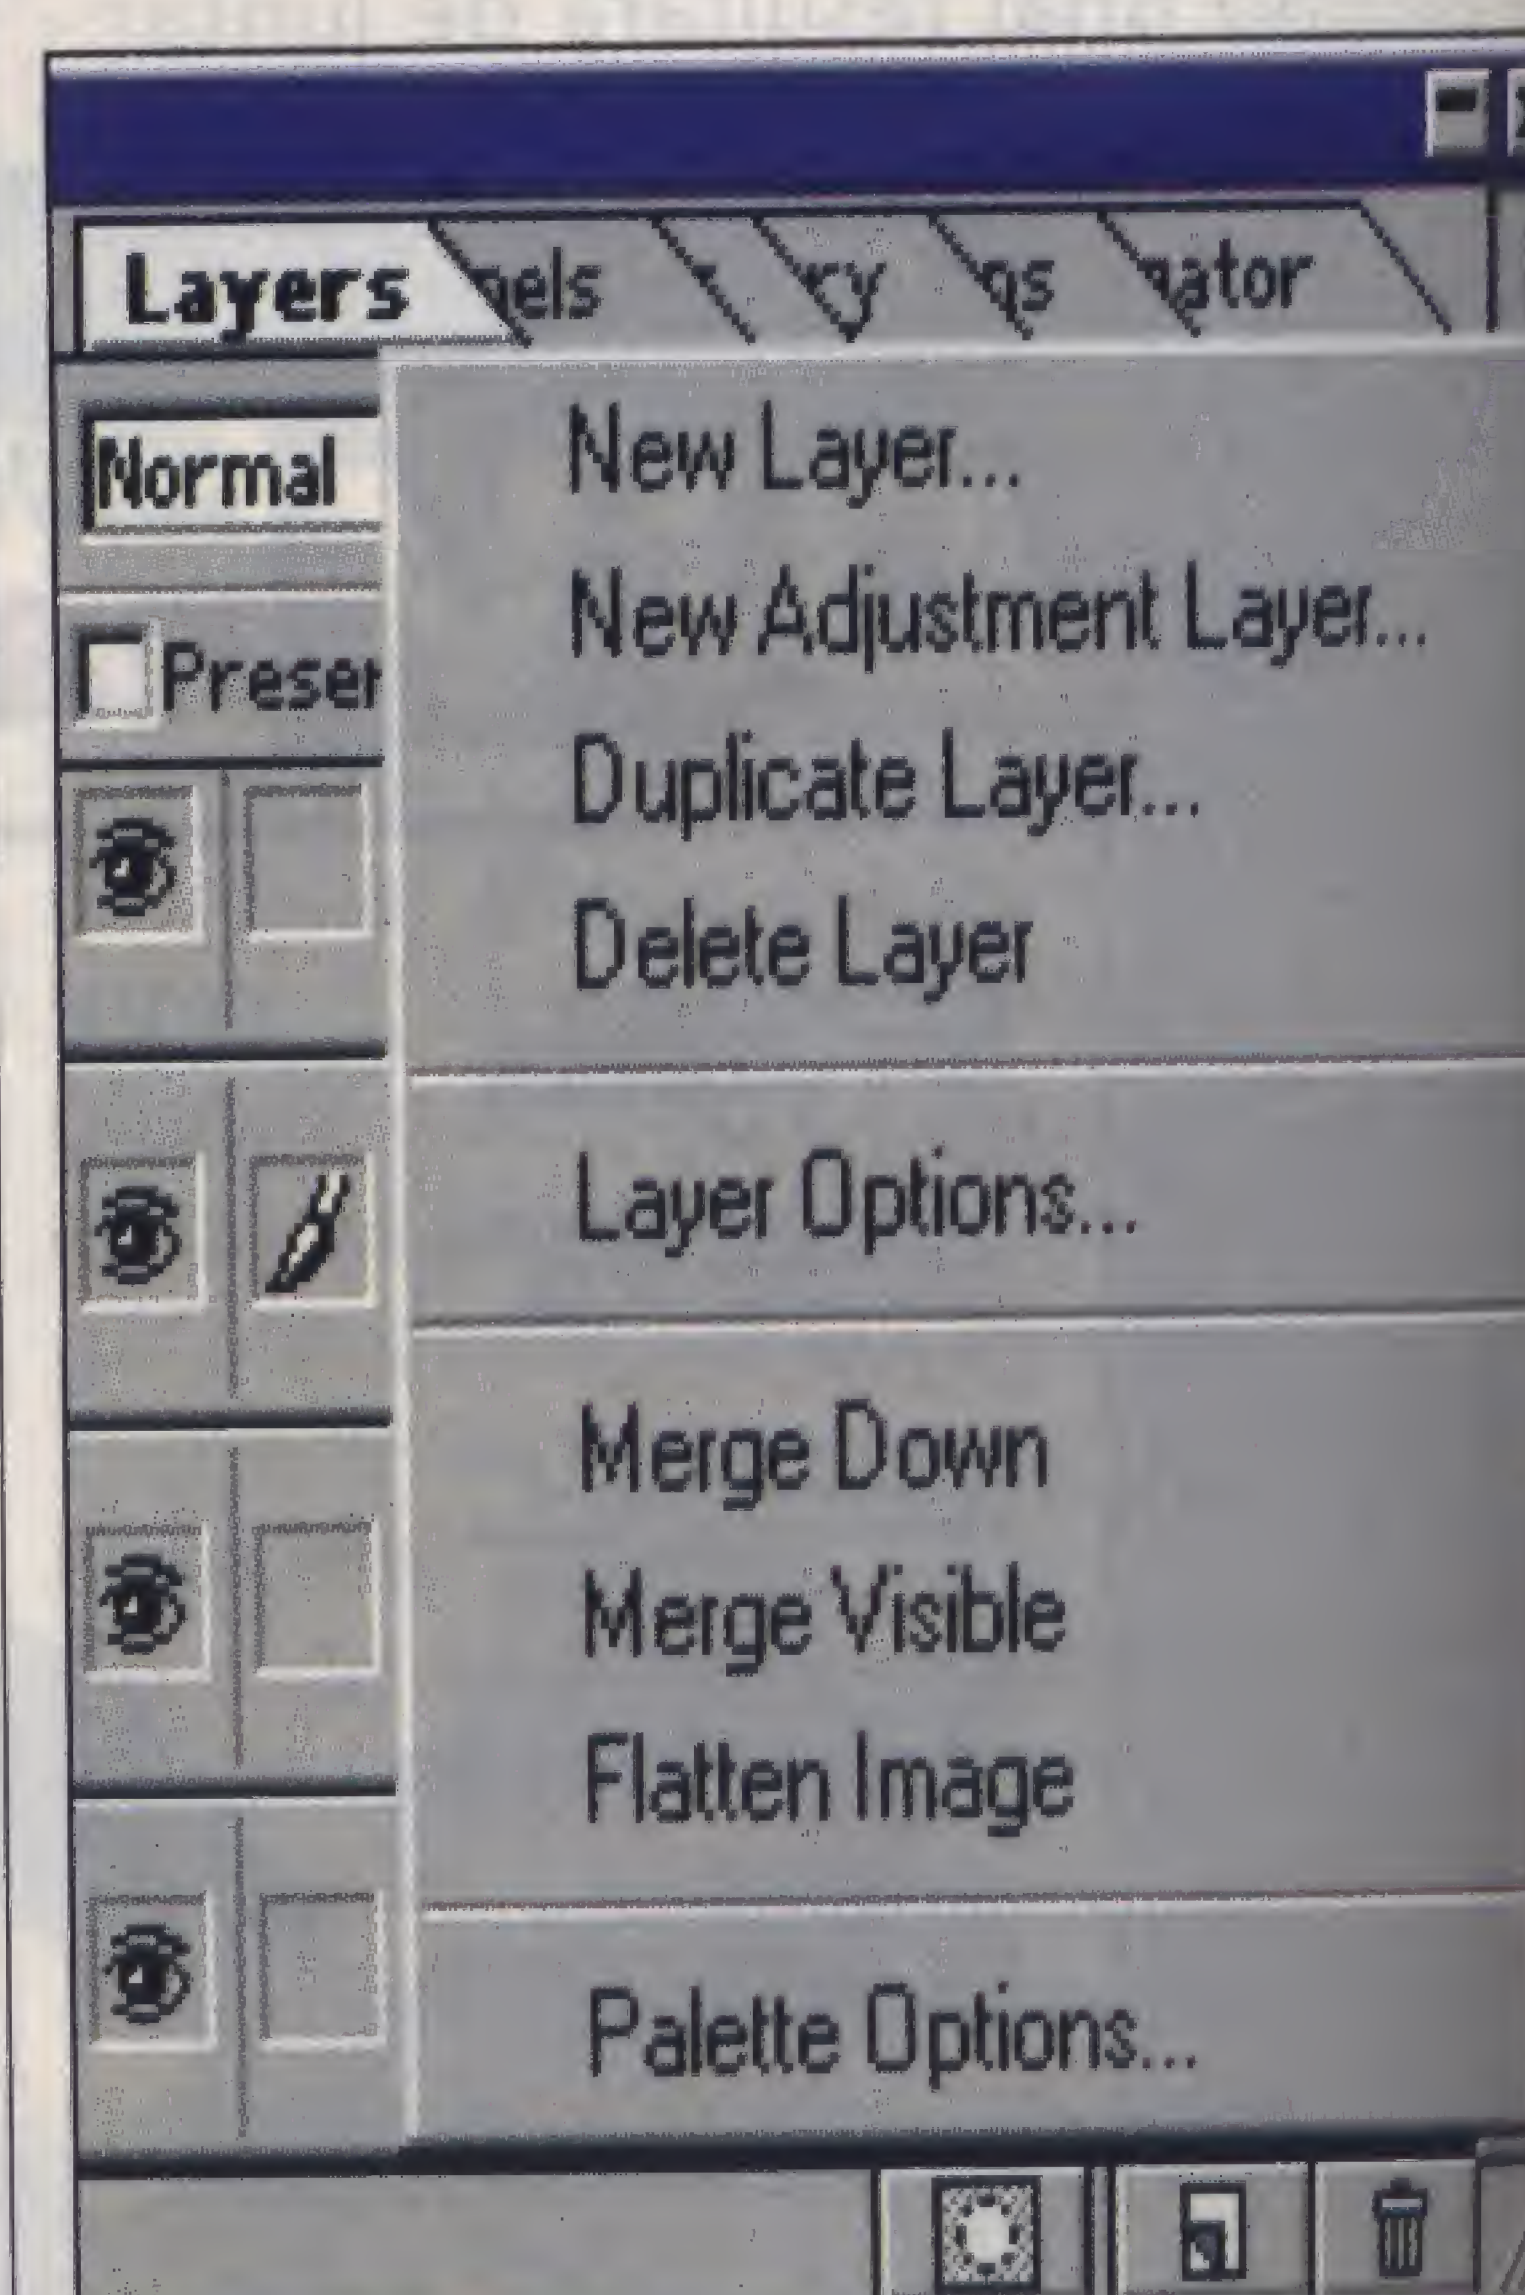 Layers
New Layer...
Normal
New Adjustment Layer...
Duplicate Layer...
Delete Layer
Layer Options...
Merge Down
Merge Visible
Flatten Image
Palette Options...